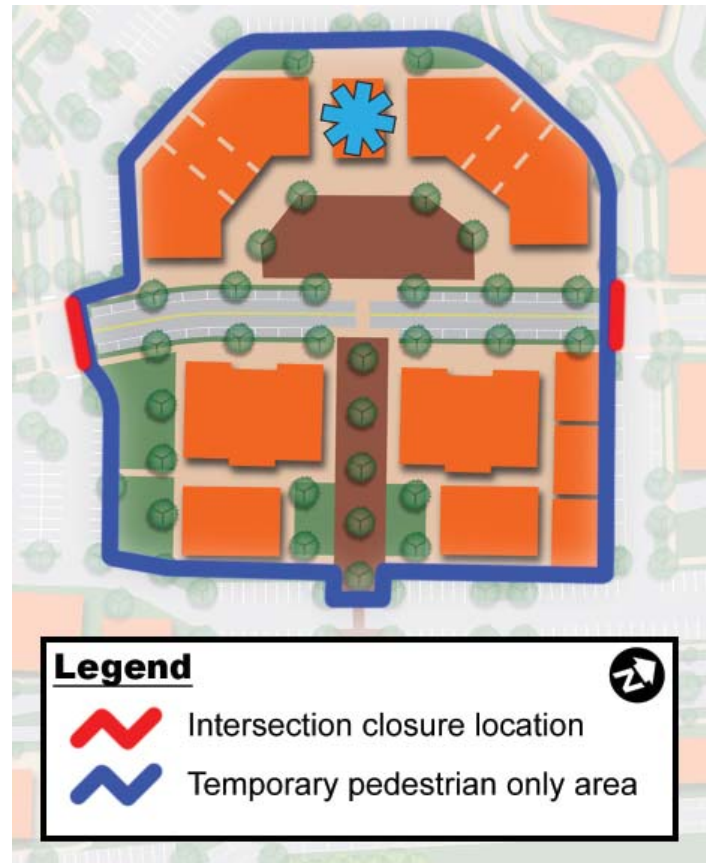 Legend
N
Intersection closure location
Temporary pedestrian only area